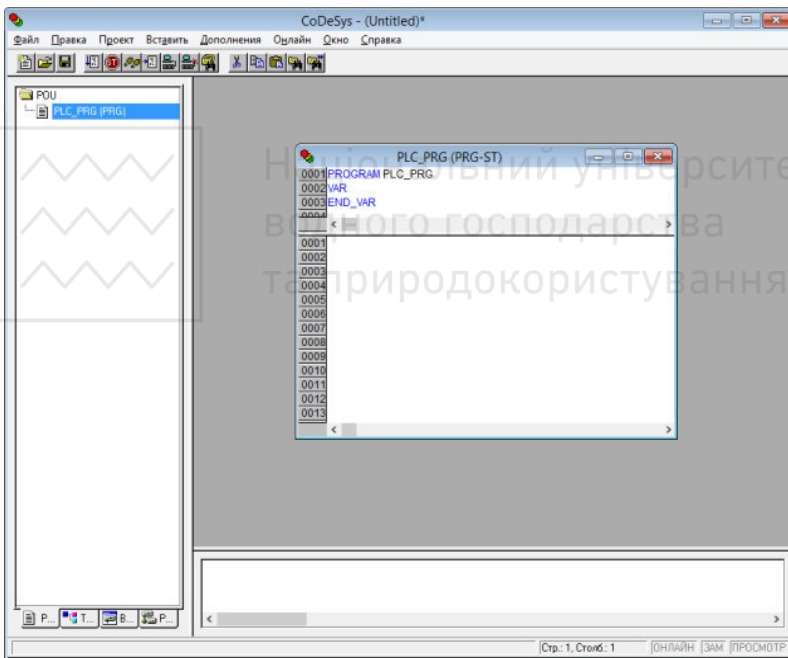 CoDeSys - (Untitled)*
Файл Правка Проект Вставить Дополнения Онлайн Окно Справка
POU
PLC_PRG (PRG)
PLC_PRG (PRG-ST)
0001 PROGRAM PLC_PRG
0002 VAR
0003 END_VAR
0004
0001
0002
0003
0004
0005
0006
0007
0008
0009
0010
0011
0012
0013
Національний університе
водного господарства
та природокористування
P... T... B... P...
Стр.: 1, Столб.: 1 ОНЛАЙН ЗАМ ПРОСМОТР